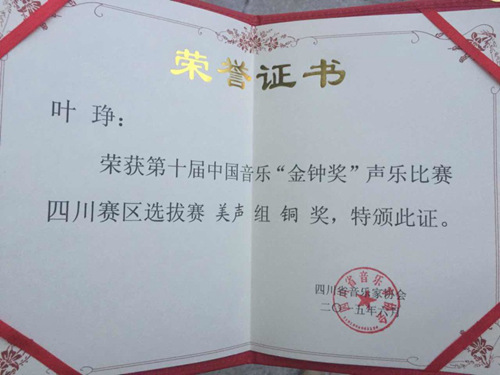 荣誉证书
叶 琤：
荣获第十届中国音乐“金钟奖”声乐比赛
四川赛区选拔赛 美声 组 铜 奖，特颁此证。
四川省音乐家协会
二〇一五年六月